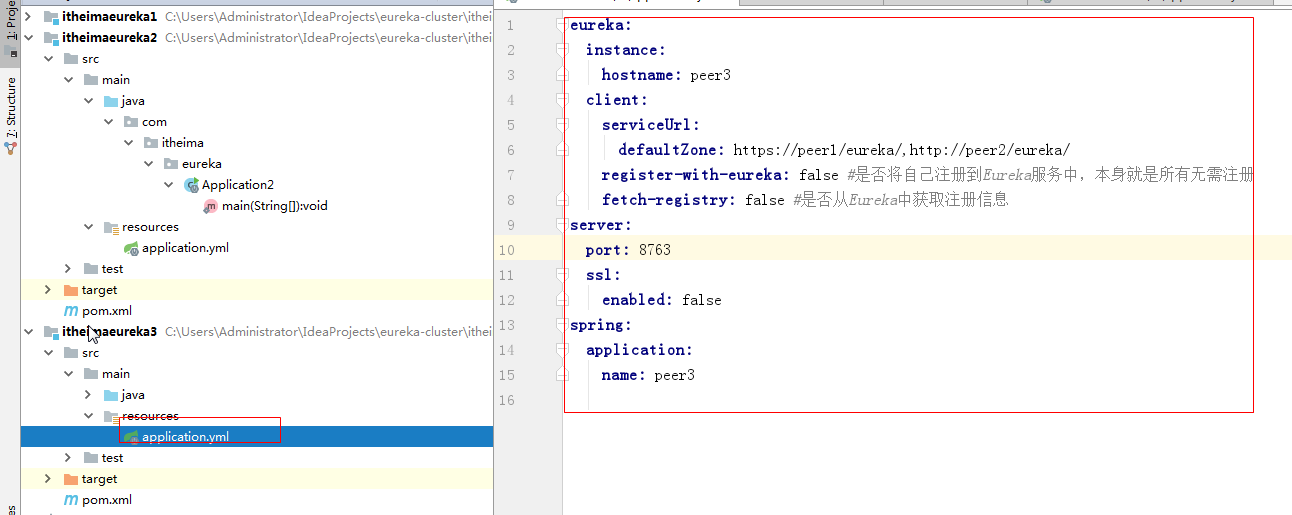 1: Proje
7: Structure
itheimaeureka1 C:\Users\Administrator\IdeaProjects\eureka-cluster\ithei
itheimaeureka2 C:\Users\Administrator\IdeaProjects\eureka-cluster\ithei
src
main
java
com
itheima
eureka
Application2
main(String[]):void
resources
application.yml
test
target
pom.xml
itheimaeureka3 C:\Users\Administrator\IdeaProjects\eureka-cluster\ithei
src
main
java
resources
application.yml
test
target
pom.xml
1 eureka:
2 instance:
3 hostname: peer3
4 client:
5 serviceUrl:
6 defaultZone: https://peer1/eureka/,http://peer2/eureka/
7 register-with-eureka: false #是否将自己注册到Eureka服务中，本身就是所有无需注册
8 fetch-registry: false #是否从Eureka中获取注册信息
9 server:
10 port: 8763
11 ssl:
12 enabled: false
13 spring:
14 application:
15 name: peer3
16